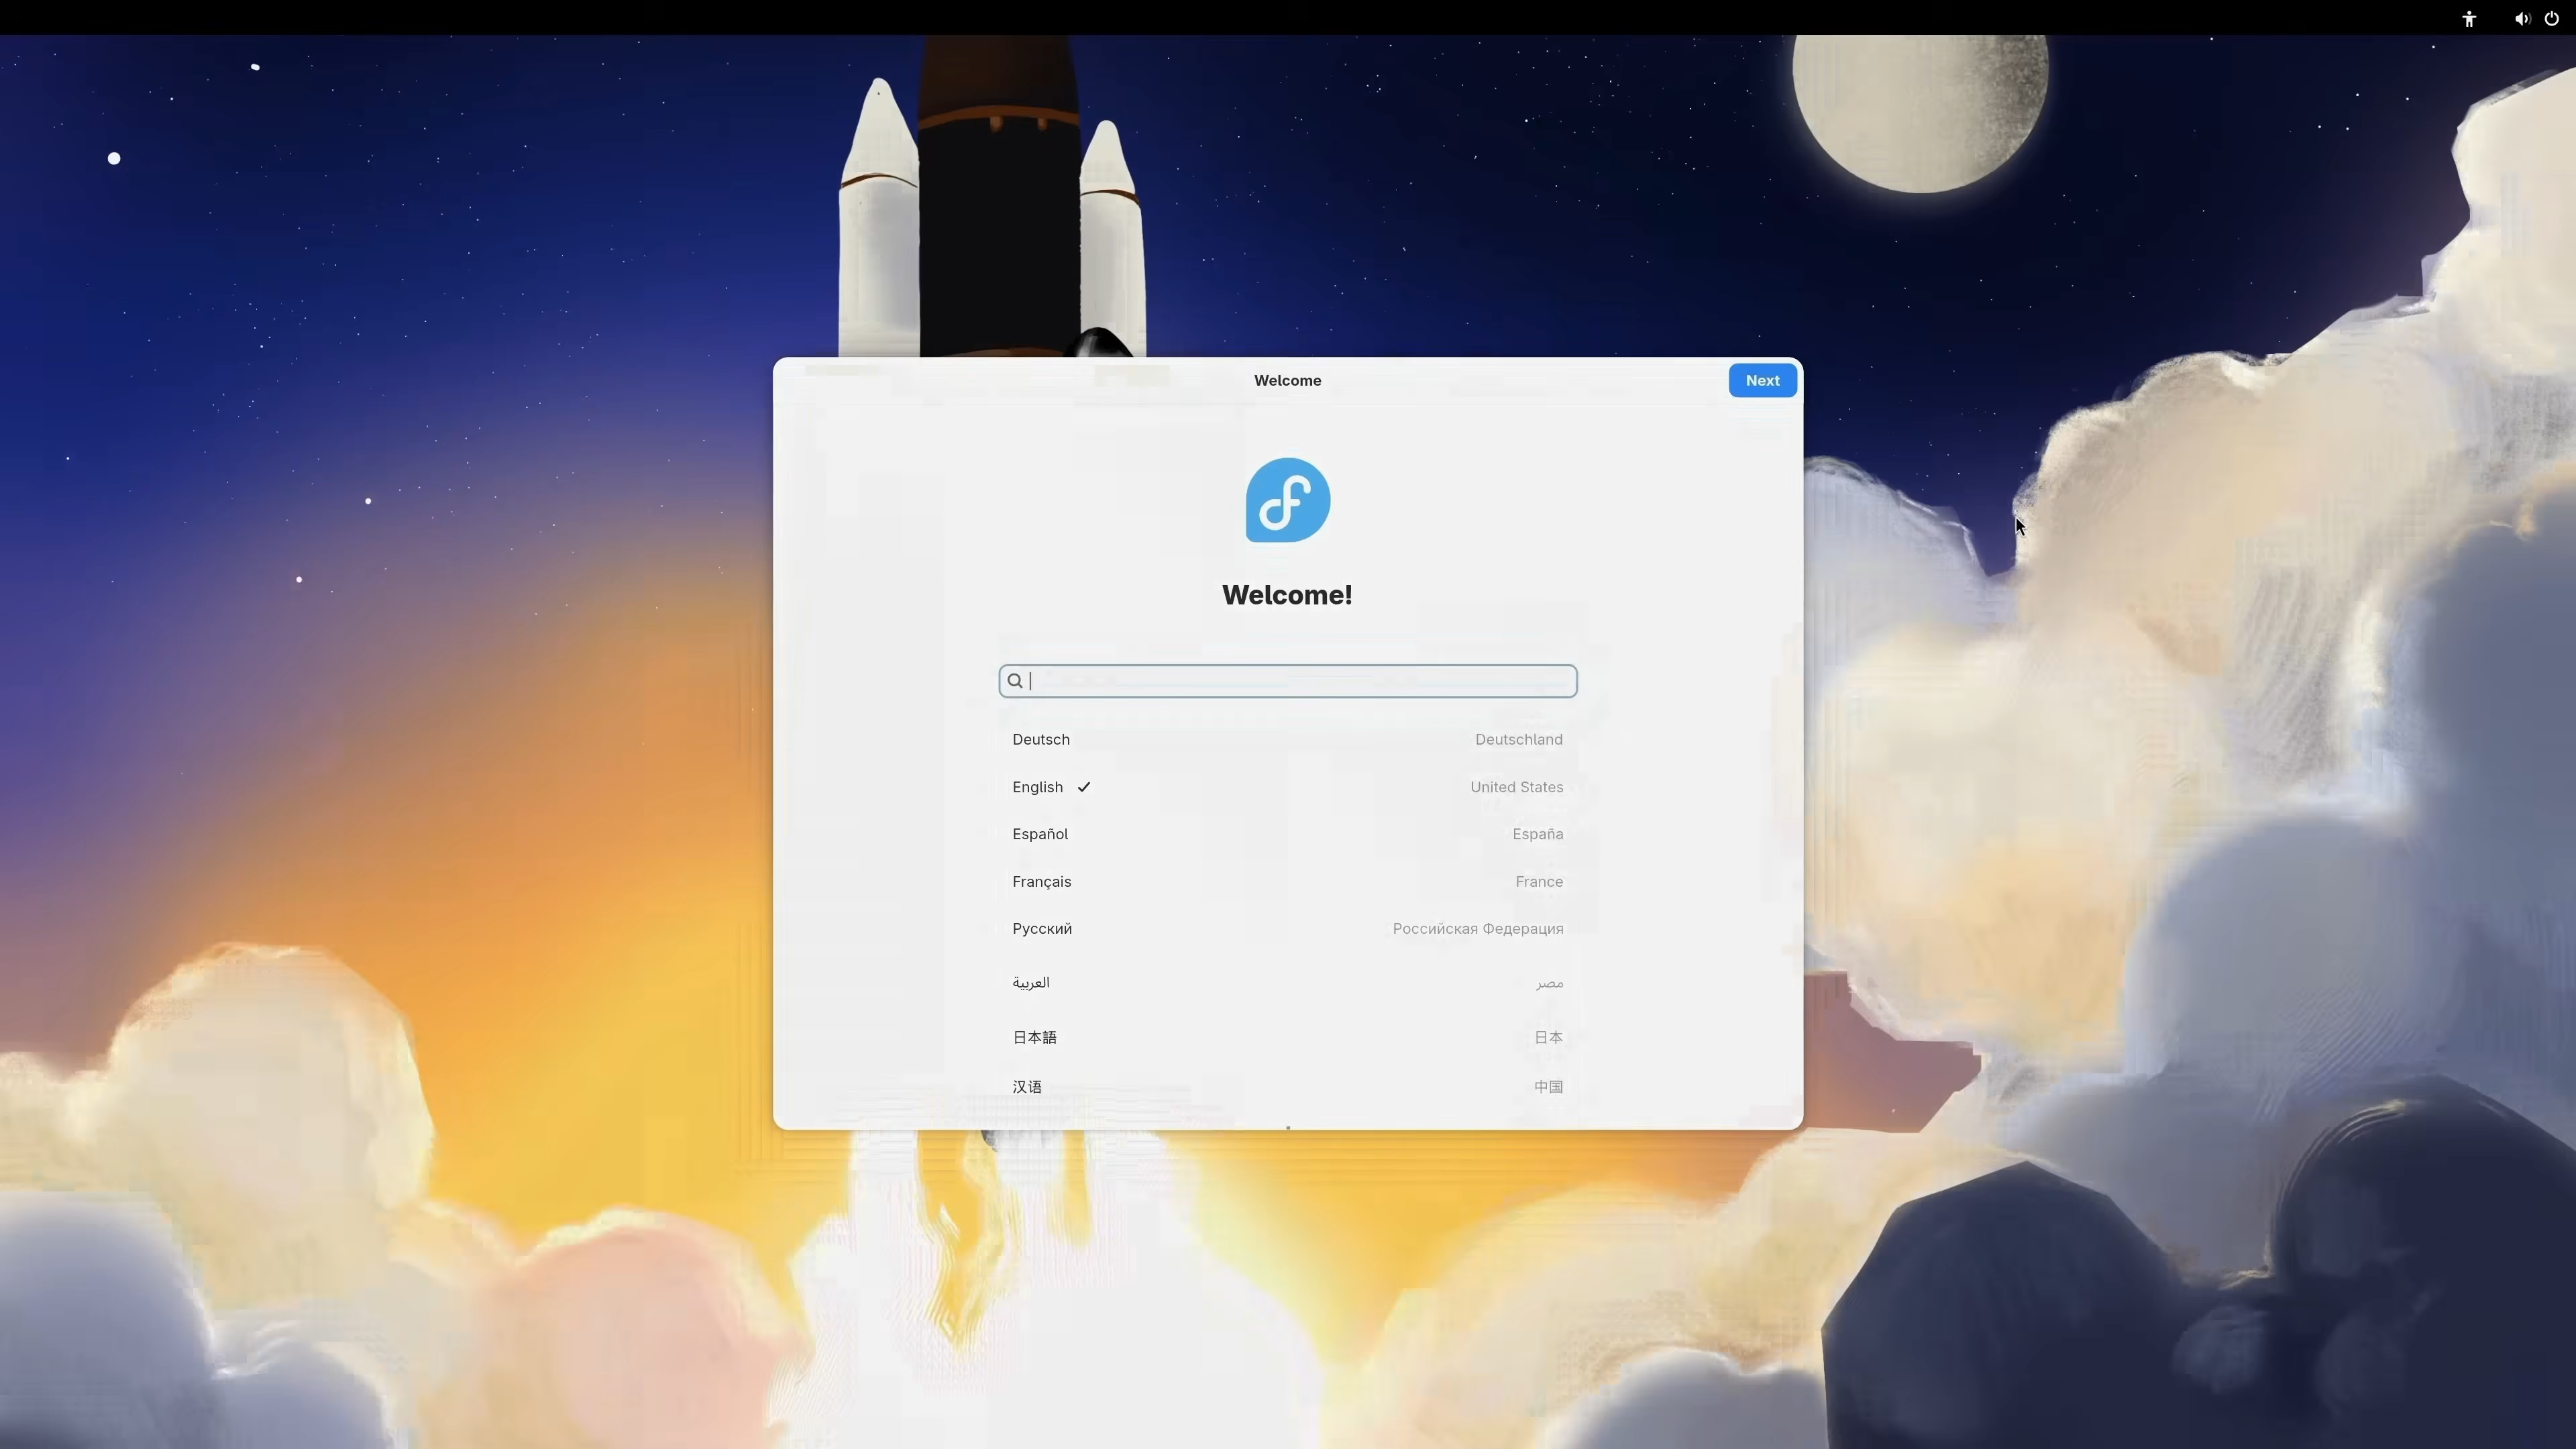 Welcome
Next
Welcome!
Deutsch Deutschland
English United States
Español España
Français France
Русский Российская Федерация
العربية مصر
日本語 日本
汉语 中国